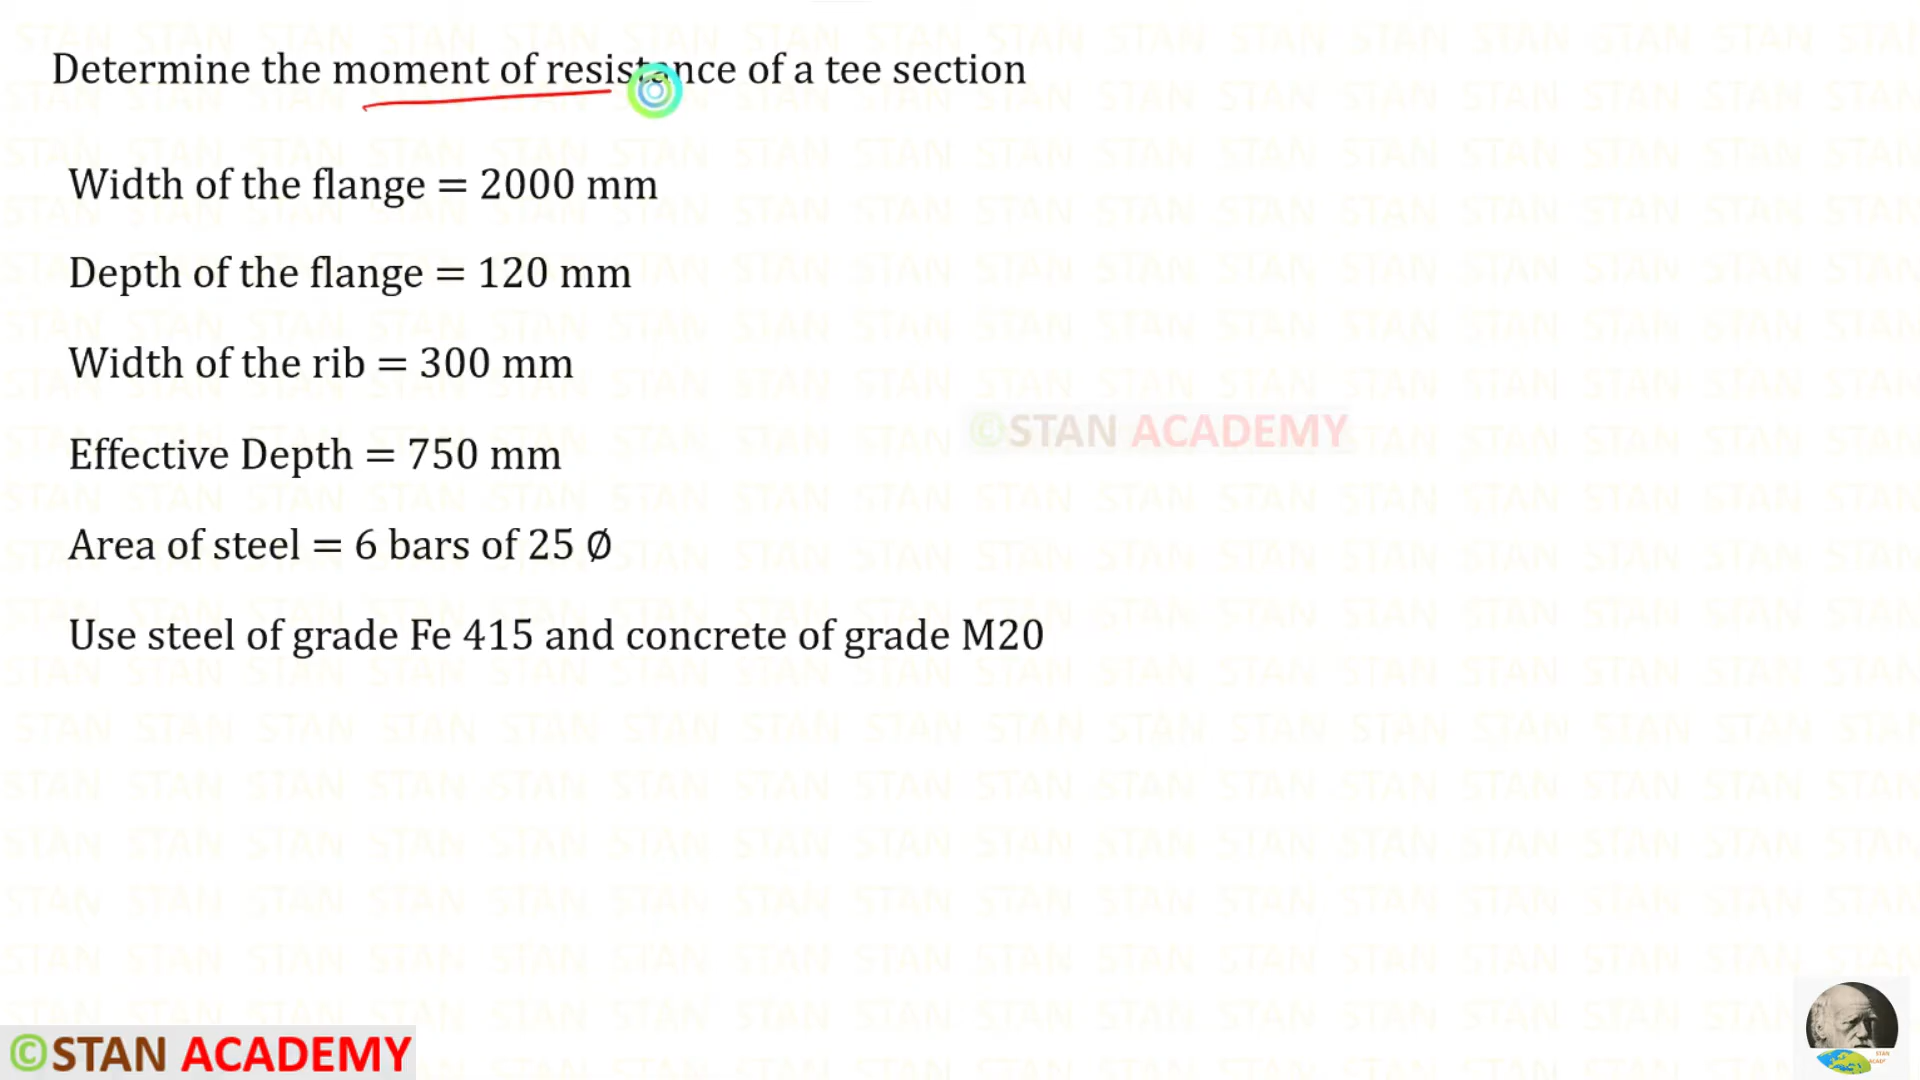 Determine the moment of resistance of a tee section
Width of the flange = 2000 mm
Depth of the flange = 120 mm
Width of the rib = 300 mm
©STAN ACADEMY
Effective Depth = 750 mm
Area of steel = 6 bars of 25 ∅
Use steel of grade Fe 415 and concrete of grade M20
©STAN ACADEMY